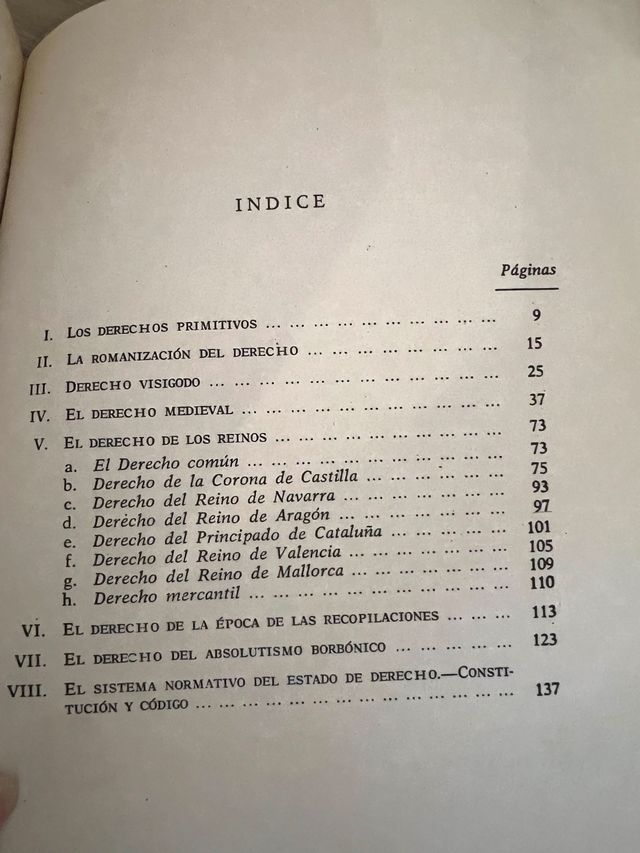 INDICE
Páginas
I. LOS DERECHOS PRIMITIVOS ... ... ... ... ... ... ... ... ... ... 9
II. LA ROMANIZACIÓN DEL DERECHO ... ... ... ... ... ... ... ... 15
III. DERECHO VISIGODO ... ... ... ... ... ... ... ... ... ... ... ... 25
IV. EL DERECHO MEDIEVAL ... ... ... ... ... ... ... ... ... ... ... 37
V. EL DERECHO DE LOS REINOS ... ... ... ... ... ... ... ... ... ... 73
a. El Derecho común ... ... ... ... ... ... ... ... ... ... ... 73
b. Derecho de la Corona de Castilla ... ... ... ... ... ... 75
c. Derecho del Reino de Navarra ... ... ... ... ... ... ... 93
d. Derecho del Reino de Aragón ... ... ... ... ... ... ... 97
e. Derecho del Principado de Cataluña ... ... ... ... ... 101
f. Derecho del Reino de Valencia ... ... ... ... ... ... ... 105
g. Derecho del Reino de Mallorca ... ... ... ... ... ... ... 109
h. Derecho mercantil ... ... ... ... ... ... ... ... ... ... ... 110
VI. EL DERECHO DE LA ÉPOCA DE LAS RECOPILACIONES ... ... ... 113
VII. EL DERECHO DEL ABSOLUTISMO BORBÓNICO ... ... ... ... ... 123
VIII. EL SISTEMA NORMATIVO DEL ESTADO DE DERECHO.—CONSTI-
TUCIÓN Y CÓDIGO ... ... ... ... ... ... ... ... ... ... ... ... ... 137